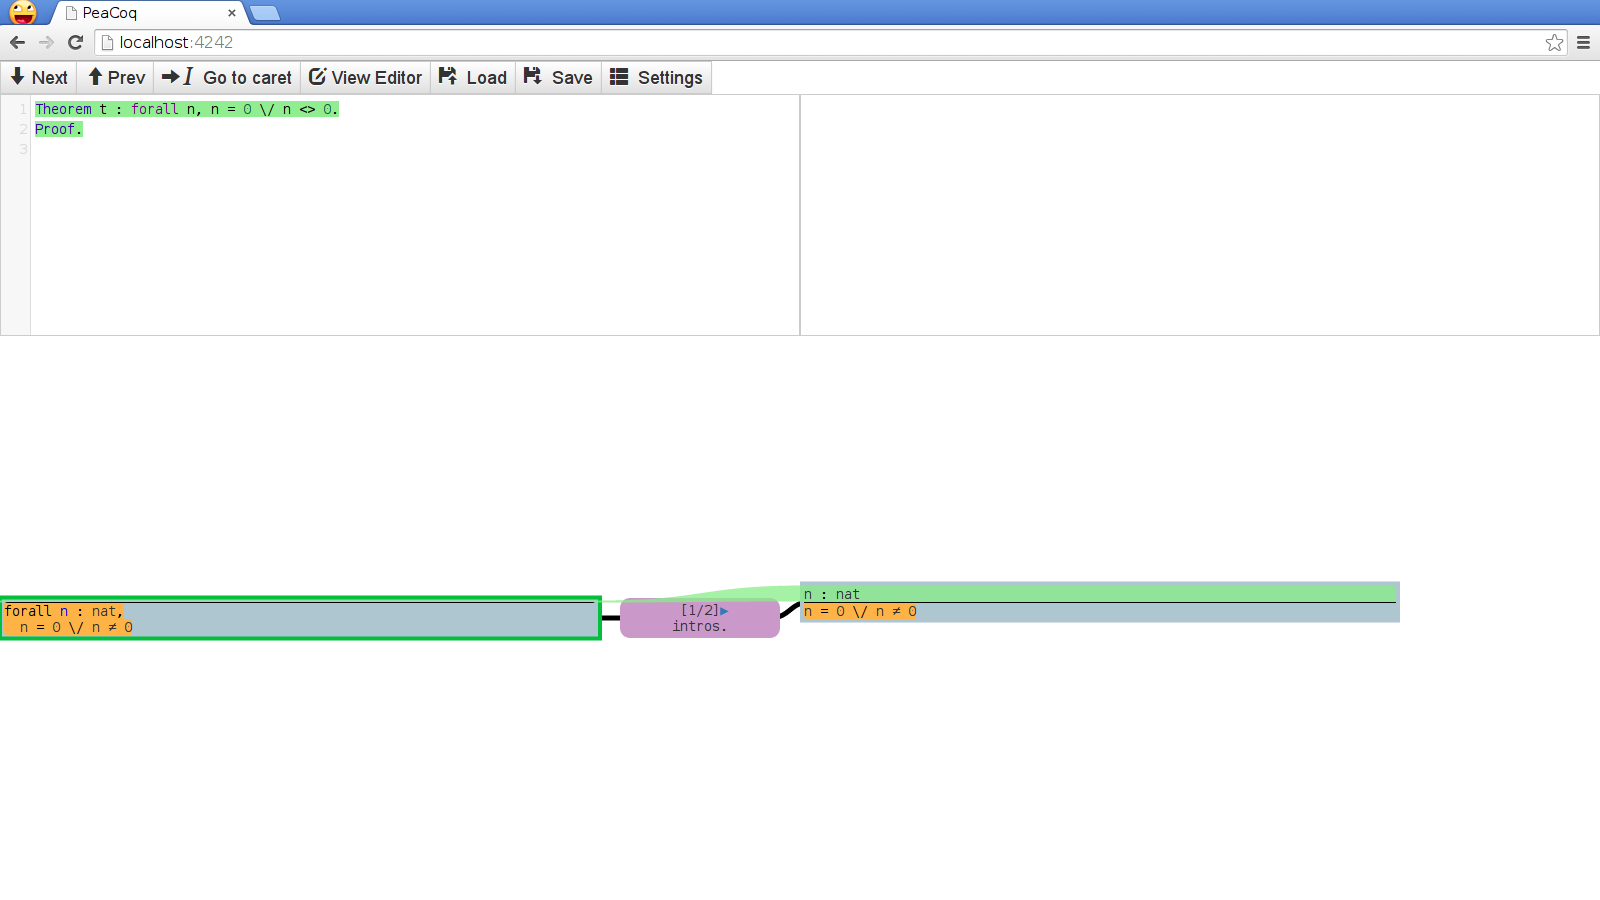 PeaCoq ×
localhost:4242
Next Prev Go to caret View Editor Load Save Settings
1 Theorem t : forall n, n = 0 \/ n <> 0.
2 Proof.
3
forall n : nat,
n = 0 \/ n ≠ 0
[1/2]▶
intros.
n : nat
n = 0 \/ n ≠ 0